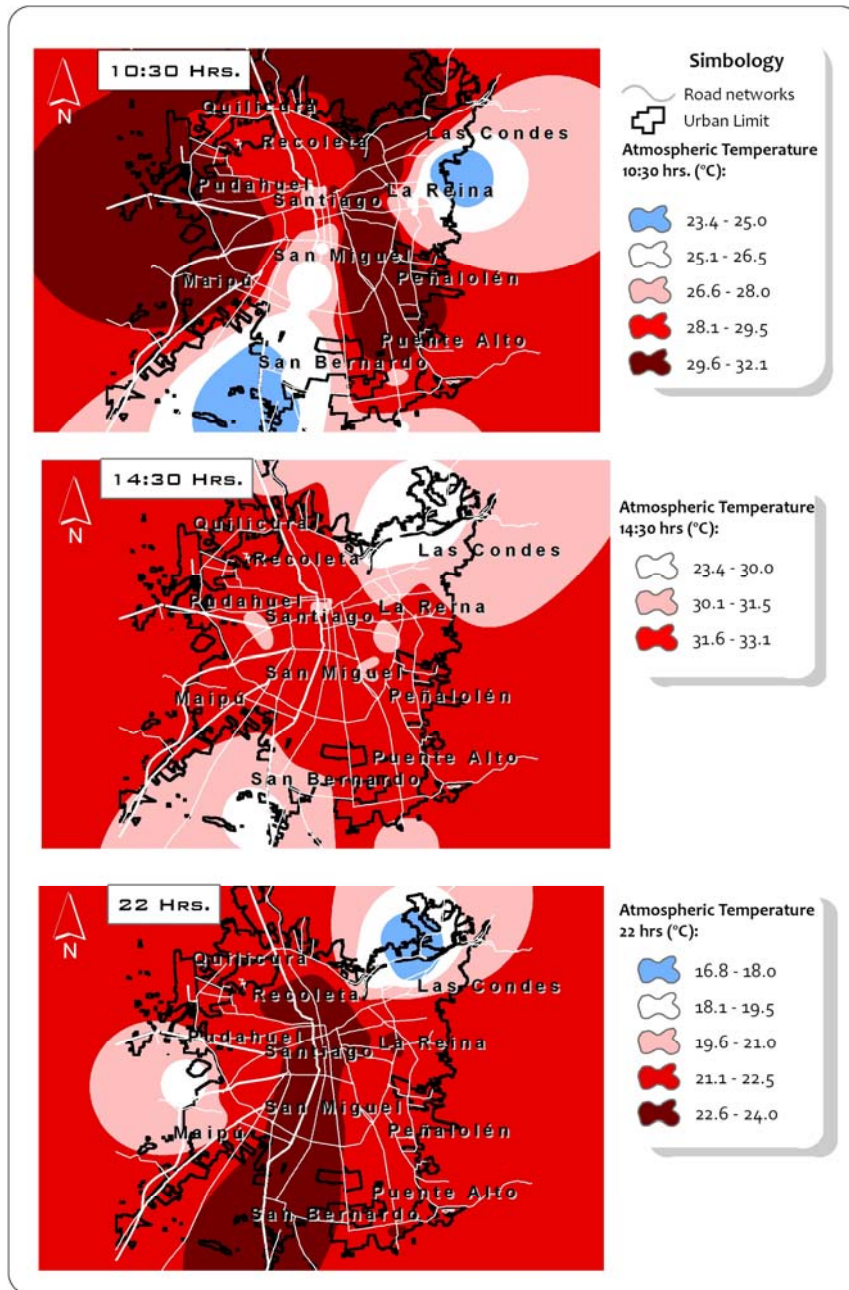 10:30 Hrs.
N
Quilicura
Las Condes
Recoleta
Pudahuel
La Reina
Santiago
San Miguel
Maipú
Peñalolén
Puente Alto
San Bernardo
Simbology
Road networks
Urban Limit
Atmospheric Temperature
10:30 hrs. (°C):
23.4 - 25.0
25.1 - 26.5
26.6 - 28.0
28.1 - 29.5
29.6 - 32.1
14:30 Hrs.
N
Quilicura
Recoleta
Las Condes
Pudahuel
La Reina
Santiago
San Miguel
Maipú
Peñalolén
Puente Alto
San Bernardo
Atmospheric Temperature
14:30 hrs (°C):
23.4 - 30.0
30.1 - 31.5
31.6 - 33.1
22 Hrs.
N
Quilicura
Recoleta
Las Condes
Pudahuel
La Reina
Santiago
San Miguel
Maipú
Peñalolén
Puente Alto
San Bernardo
Atmospheric Temperature
22 hrs (°C):
16.8 - 18.0
18.1 - 19.5
19.6 - 21.0
21.1 - 22.5
22.6 - 24.0